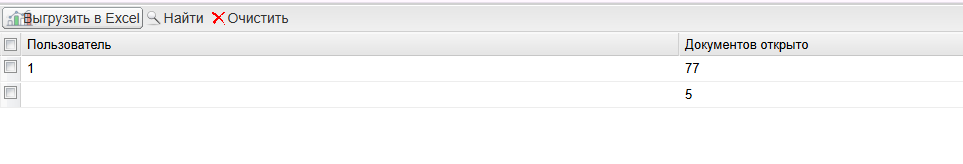 Выгрузить в Excel Найти Очистить
Пользователь Документов открыто
1 77
5